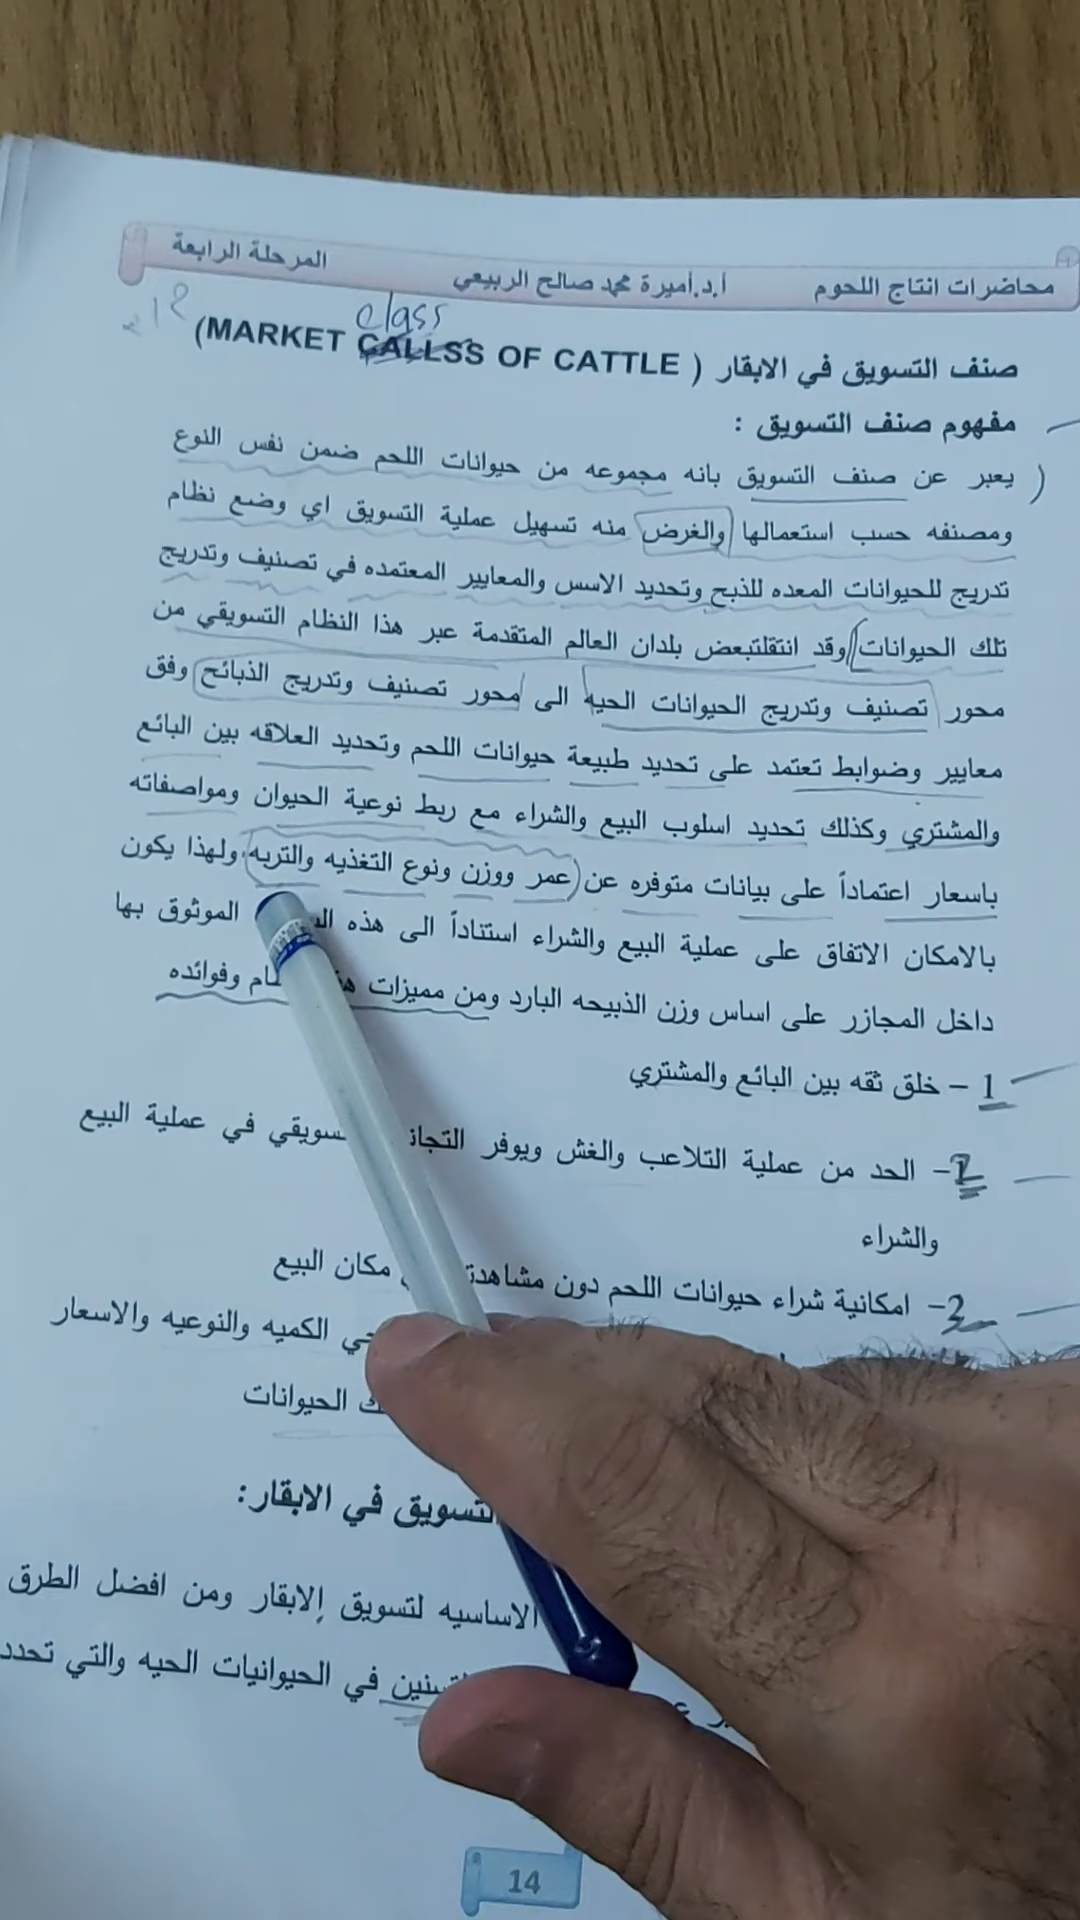 محاضرات انتاج اللحوم أ.د.أميرة محمد صالح الربيعي المرحلة الرابعة
class
صنف التسويق في الابقار ( MARKET CALLSS OF CATTLE)
مفهوم صنف التسويق :
يعبر عن صنف التسويق بانه مجموعه من حيوانات اللحم ضمن نفس النوع
ومصنفه حسب استعمالها والغرض منه تسهيل عملية التسويق اي وضع نظام
تدريج للحيوانات المعده للذبح وتحديد الاسس والمعايير المعتمده في تصنيف وتدريج
تلك الحيوانات وقد انتقلتبعض بلدان العالم المتقدمة عبر هذا النظام التسويقي من
محور تصنيف وتدريج الحيوانات الحيه الى محور تصنيف وتدريج الذبائح وفق
معايير وضوابط تعتمد على تحديد طبيعة حيوانات اللحم وتحديد العلاقه بين البائع
والمشتري وكذلك تحديد اسلوب البيع والشراء مع ربط نوعية الحيوان ومواصفاته
باسعار اعتماداً على بيانات متوفره عن (عمر ووزن ونوع التغذيه والتربه ولهذا يكون
بالامكان الاتفاق على عملية البيع والشراء استناداً الى هذه الموثوق بها
داخل المجازر على اساس وزن الذبيحه البارد ومن مميزات وفوائده
1 – خلق ثقه بين البائع والمشتري
2- الحد من عملية التلاعب والغش ويوفر في عملية البيع
والشراء
3- امكانية شراء حيوانات اللحم دون مكان البيع
الكميه والنوعيه والاسعار
الحيوانات
التسويق في الابقار:
الاساسيه لتسويق الابقار ومن افضل الطرق
في الحيوانيات الحيه والتي تحدد
14